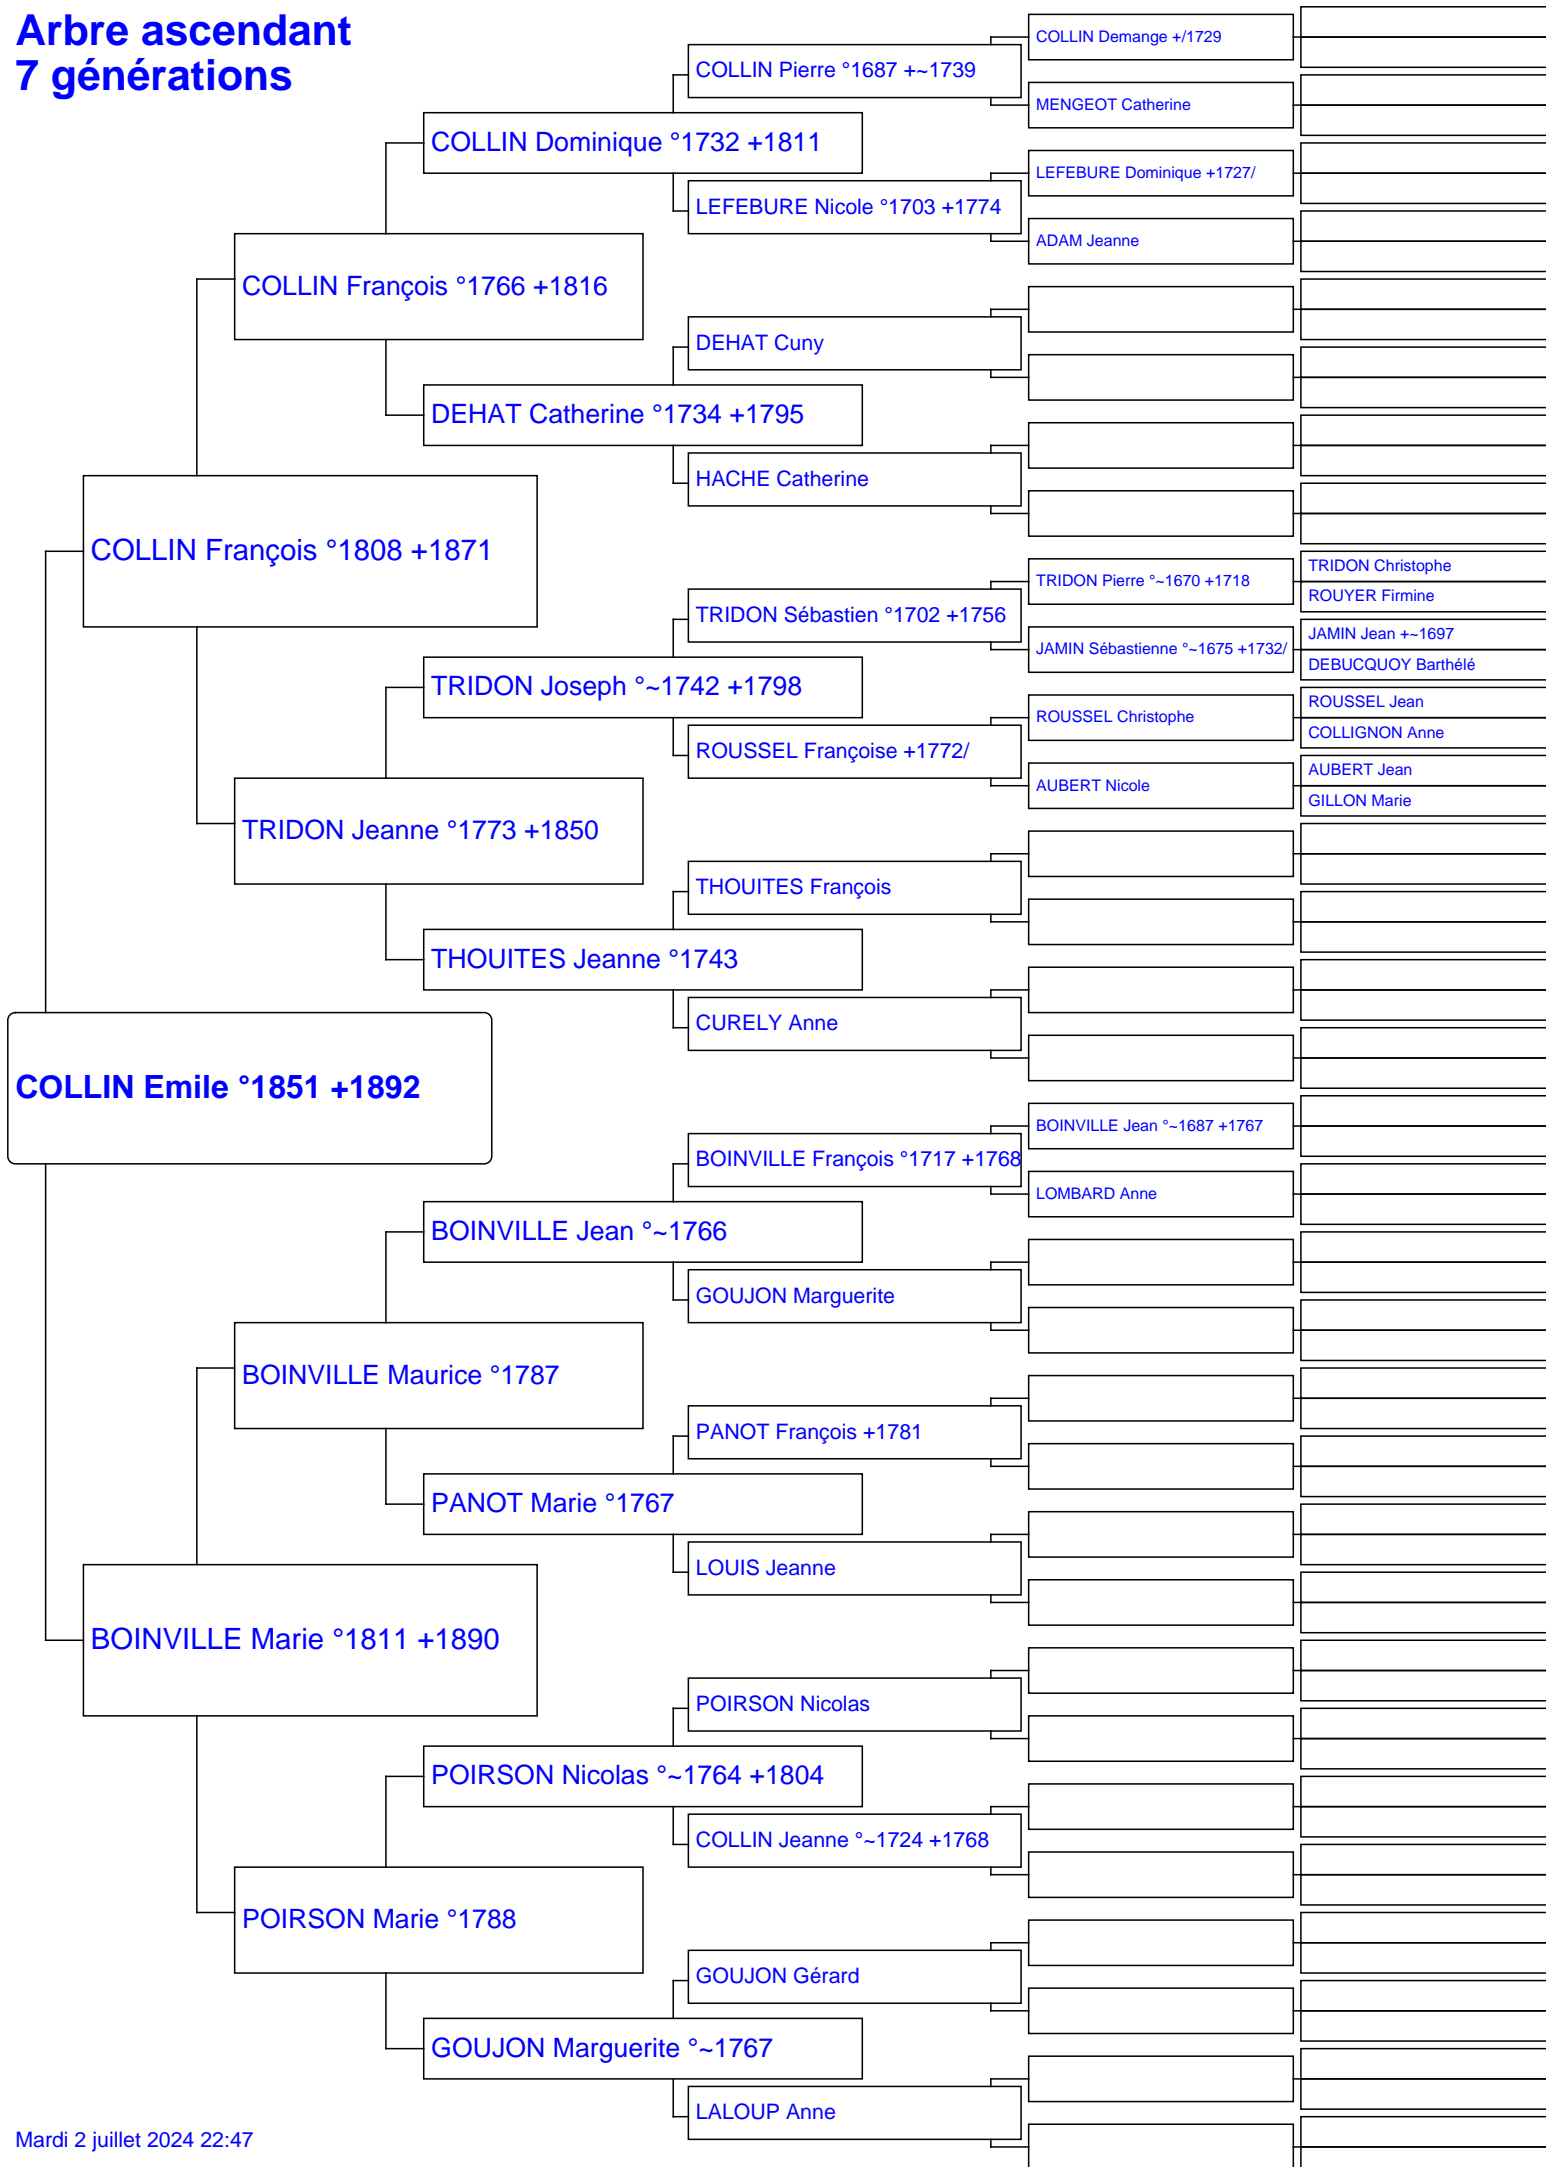 Arbre ascendant
7 générations
COLLIN Demange +/1729
COLLIN Pierre °1687 +~1739
MENGEOT Catherine
COLLIN Dominique °1732 +1811
LEFEBURE Dominique +1727/
LEFEBURE Nicole °1703 +1774
ADAM Jeanne
COLLIN François °1766 +1816
DEHAT Cuny
DEHAT Catherine °1734 +1795
HACHE Catherine
COLLIN François °1808 +1871
TRIDON Christophe
TRIDON Pierre °~1670 +1718
ROUYER Firmine
TRIDON Sébastien °1702 +1756
JAMIN Jean +~1697
JAMIN Sébastienne °~1675 +1732/
DEBUCQUOY Barthélé
TRIDON Joseph °~1742 +1798
ROUSSEL Jean
ROUSSEL Christophe
COLLIGNON Anne
ROUSSEL Françoise +1772/
AUBERT Jean
AUBERT Nicole
GILLON Marie
TRIDON Jeanne °1773 +1850
THOUITES François
THOUITES Jeanne °1743
CURELY Anne
COLLIN Emile °1851 +1892
BOINVILLE Jean °~1687 +1767
BOINVILLE François °1717 +1768
LOMBARD Anne
BOINVILLE Jean °~1766
GOUJON Marguerite
BOINVILLE Maurice °1787
PANOT François +1781
PANOT Marie °1767
LOUIS Jeanne
BOINVILLE Marie °1811 +1890
POIRSON Nicolas
POIRSON Nicolas °~1764 +1804
COLLIN Jeanne °~1724 +1768
POIRSON Marie °1788
GOUJON Gérard
GOUJON Marguerite °~1767
LALOUP Anne
Mardi 2 juillet 2024 22:47